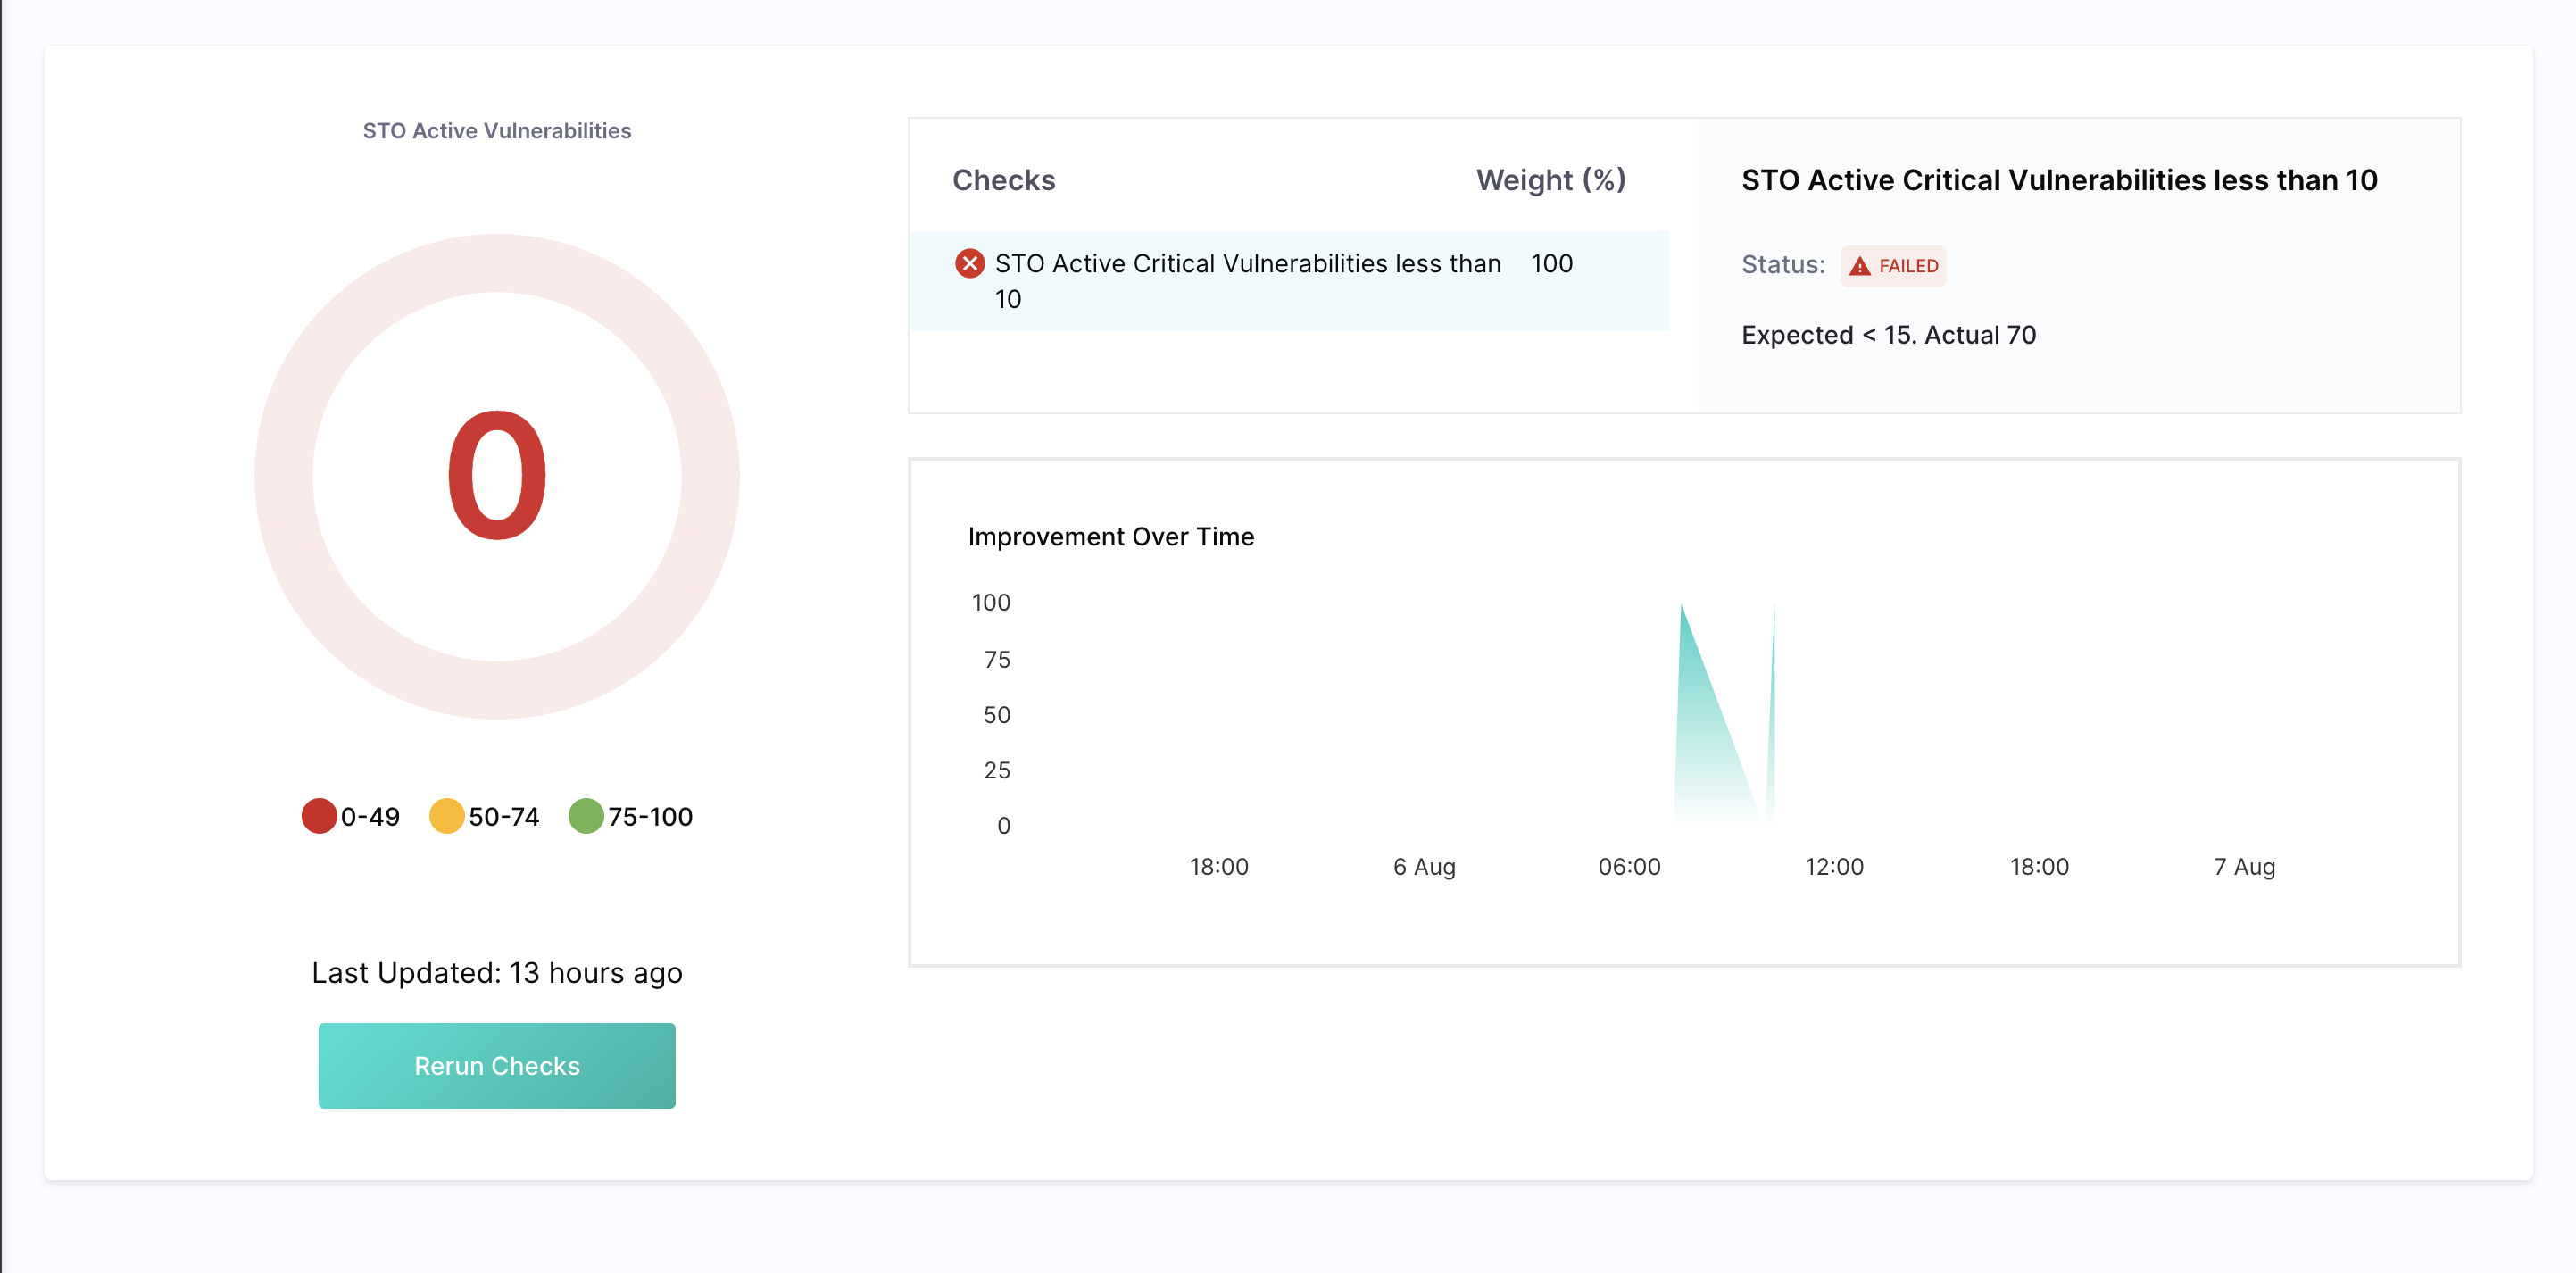 STO Active Vulnerabilities
0
0-49 50-74 75-100
Last Updated: 13 hours ago
Rerun Checks
Checks Weight (%)
STO Active Critical Vulnerabilities less than 100
10
STO Active Critical Vulnerabilities less than 10
Status: FAILED
Expected < 15. Actual 70
Improvement Over Time
100
75
50
25
0
18:00 6 Aug 06:00 12:00 18:00 7 Aug